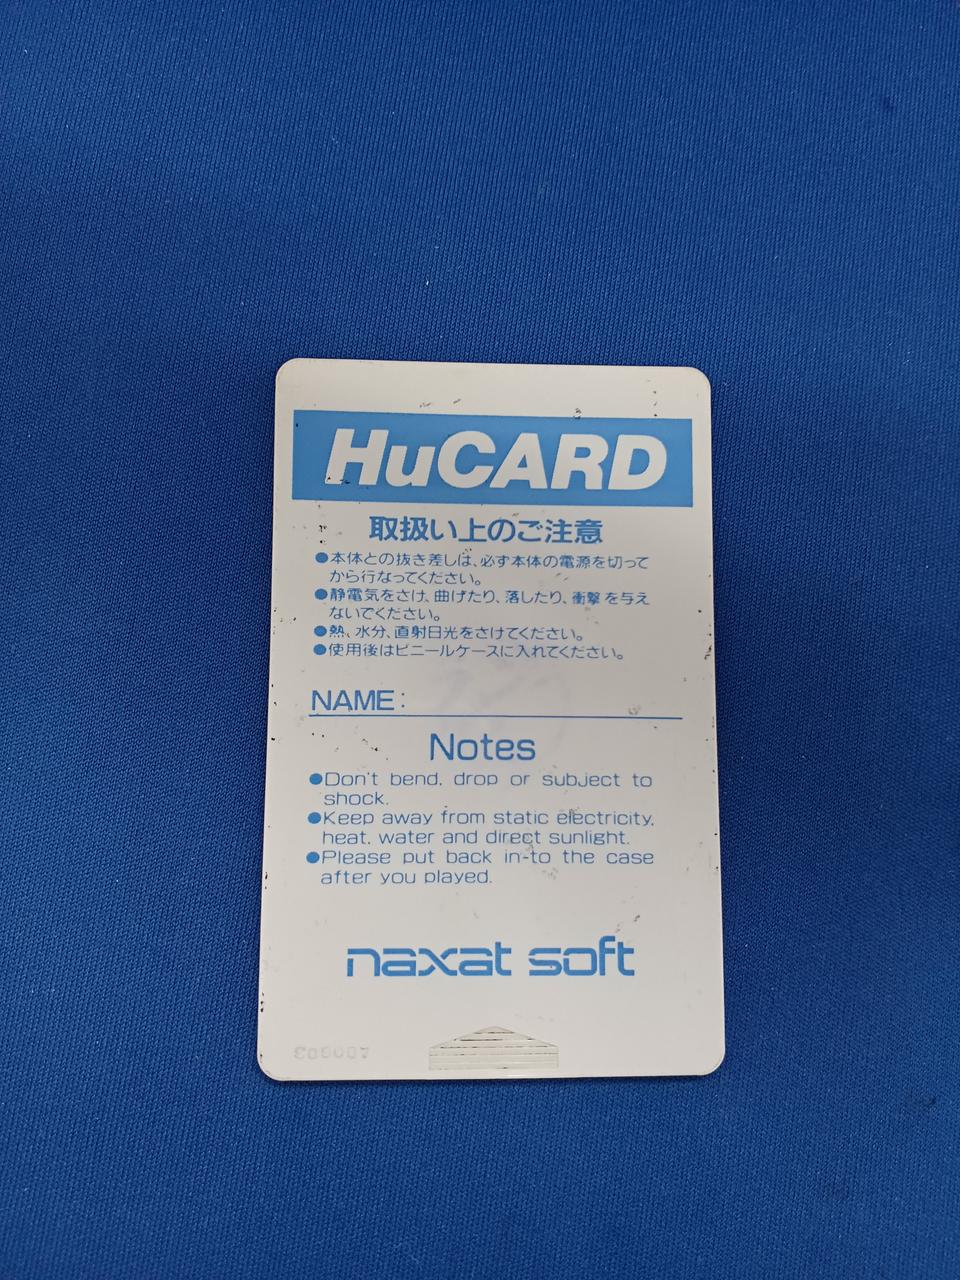 HuCARD
取扱い上のご注意
●本体との抜き差しは、必ず本体の電源を切って
から行なってください。
●静電気をさけ、曲げたり、落したり、衝撃を与え
ないでください。
●熱、水分、直射日光をさけてください。
●使用後はビニールケースに入れてください。
NAME:
Notes
●Don't bend, drop or subject to
shock.
●Keep away from static electricity,
heat, water and direct sunlight.
●Please put back in-to the case
after you played.
naxat soft